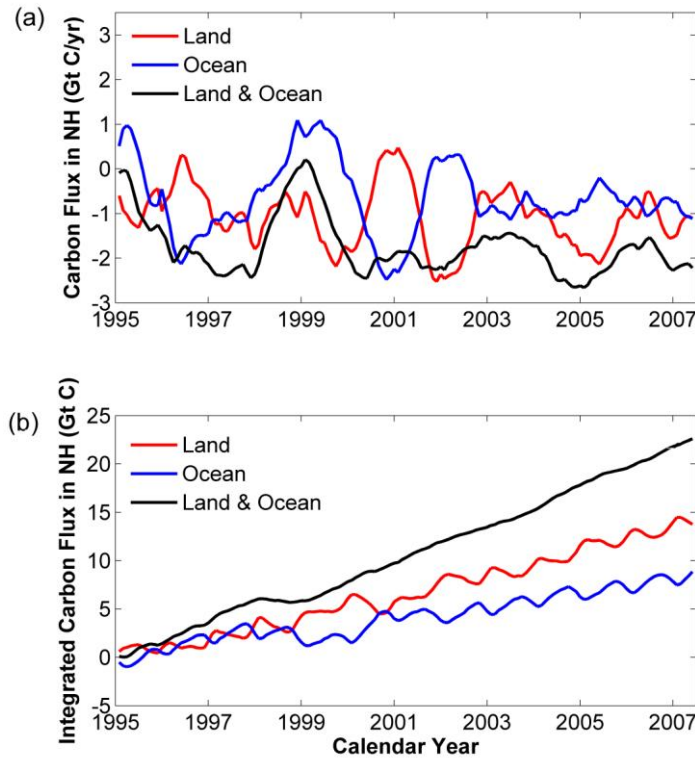 (a)
Carbon Flux in NH (Gt C/yr)
3
2
1
0
-1
-2
-3
Land
Ocean
Land & Ocean
1995 1997 1999 2001 2003 2005 2007
(b)
Integrated Carbon Flux in NH (Gt C)
25
20
15
10
5
0
-5
Land
Ocean
Land & Ocean
1995 1997 1999 2001 2003 2005 2007
Calendar Year